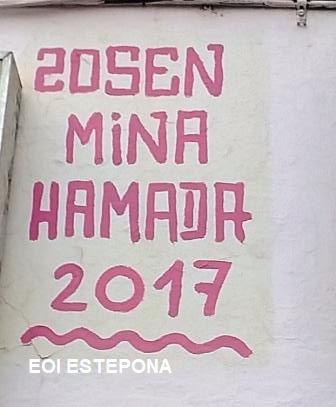 ZOSEN
MiNA
HAMADA
2017
EOI ESTEPONA